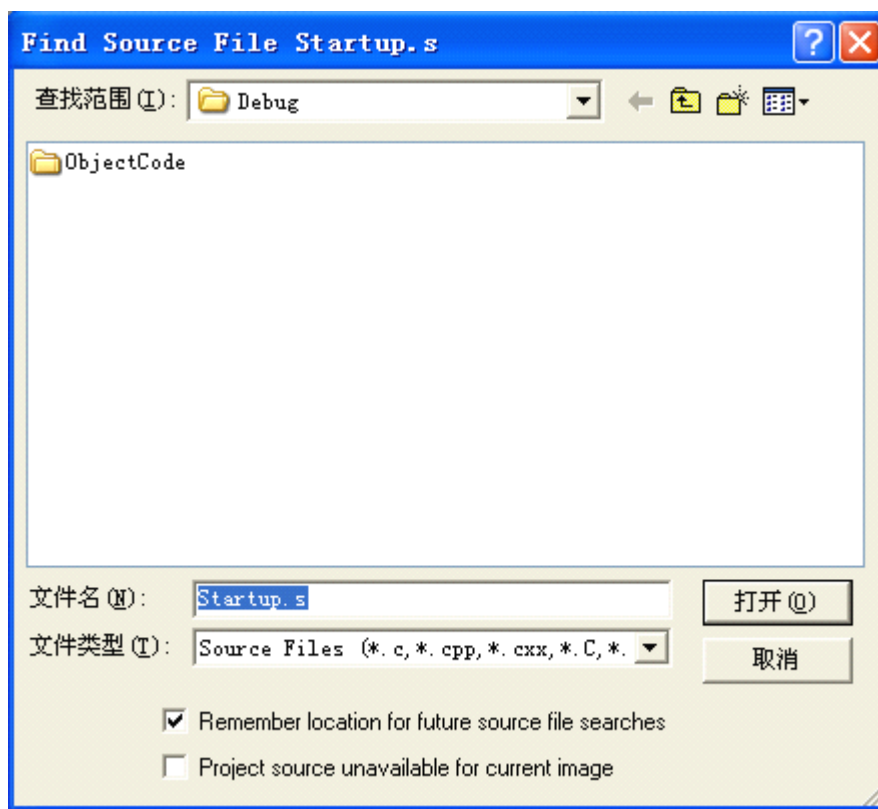 Find Source File Startup.s
查找范围(I): Debug
ObjectCode
文件名(N): Startup.s 打开(O)
文件类型(T): Source Files (*.c,*.cpp,*.cxx,*.C,*. 取消
Remember location for future source file searches
Project source unavailable for current image